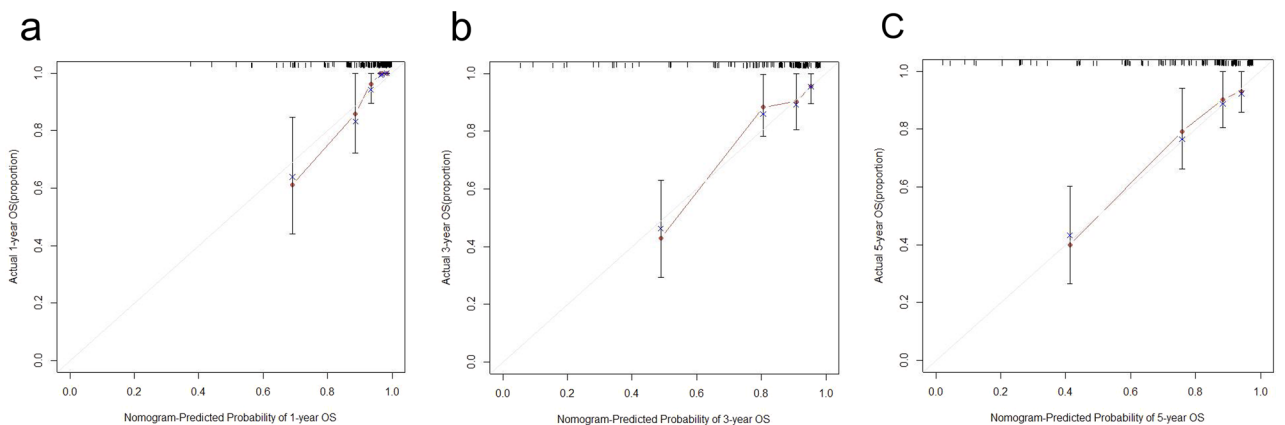 a
b
C
Actual 1-year OS(proportion)
0.0 0.2 0.4 0.6 0.8 1.0
0.0 0.2 0.4 0.6 0.8 1.0
Nomogram-Predicted Probability of 1-year OS
Actual 3-year OS(proportion)
0.0 0.2 0.4 0.6 0.8 1.0
0.0 0.2 0.4 0.6 0.8 1.0
Nomogram-Predicted Probability of 3-year OS
Actual 5-year OS(proportion)
0.0 0.2 0.4 0.6 0.8 1.0
0.0 0.2 0.4 0.6 0.8 1.0
Nomogram-Predicted Probability of 5-year OS